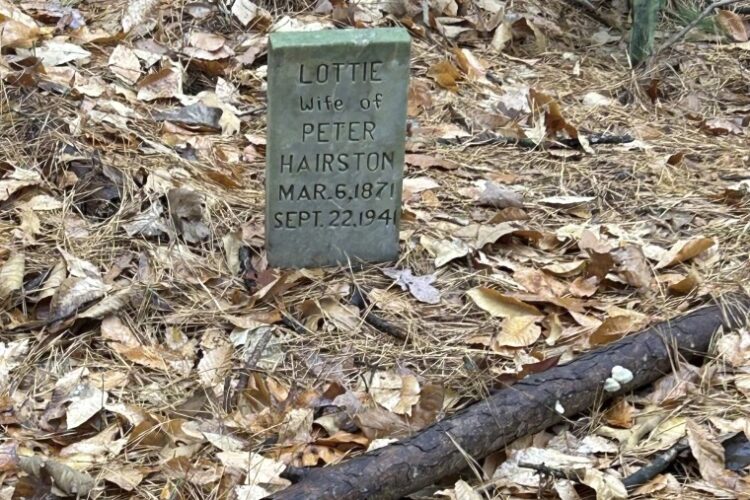 LOTTIE
Wife of
PETER
HAIRSTON
MAR.6,1871
SEPT.22,1941